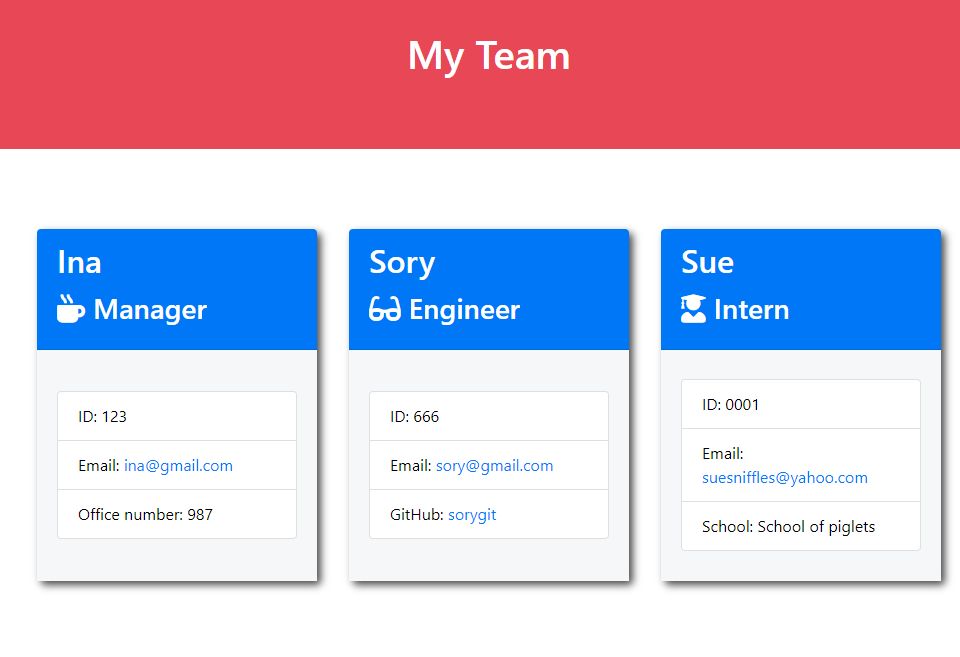 My Team
Ina
Manager
ID: 123
Email: ina@gmail.com
Office number: 987
Sory
Engineer
ID: 666
Email: sory@gmail.com
GitHub: sorygit
Sue
Intern
ID: 0001
Email:
suesniffles@yahoo.com
School: School of piglets